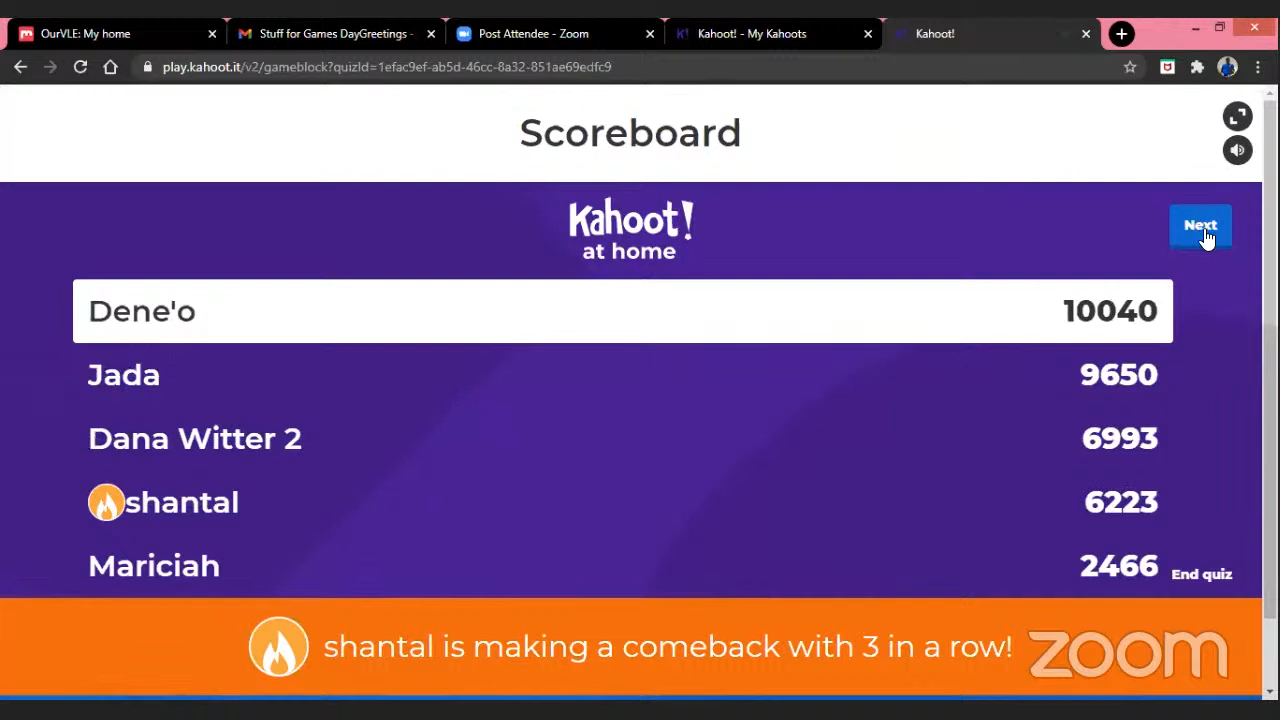 OurVLE: My home
Stuff for Games DayGreetings -
Post Attendee - Zoom
Kahoot! - My Kahoots
Kahoot!
play.kahoot.it/v2/gameblock?quizId=1efac9ef-ab5d-46cc-8a32-851ae69edfc9
Scoreboard
Kahoot!
at home
Next
Dene'o 10040
Jada 9650
Dana Witter 2 6993
shantal 6223
Mariciah 2466
End quiz
shantal is making a comeback with 3 in a row!
zoom